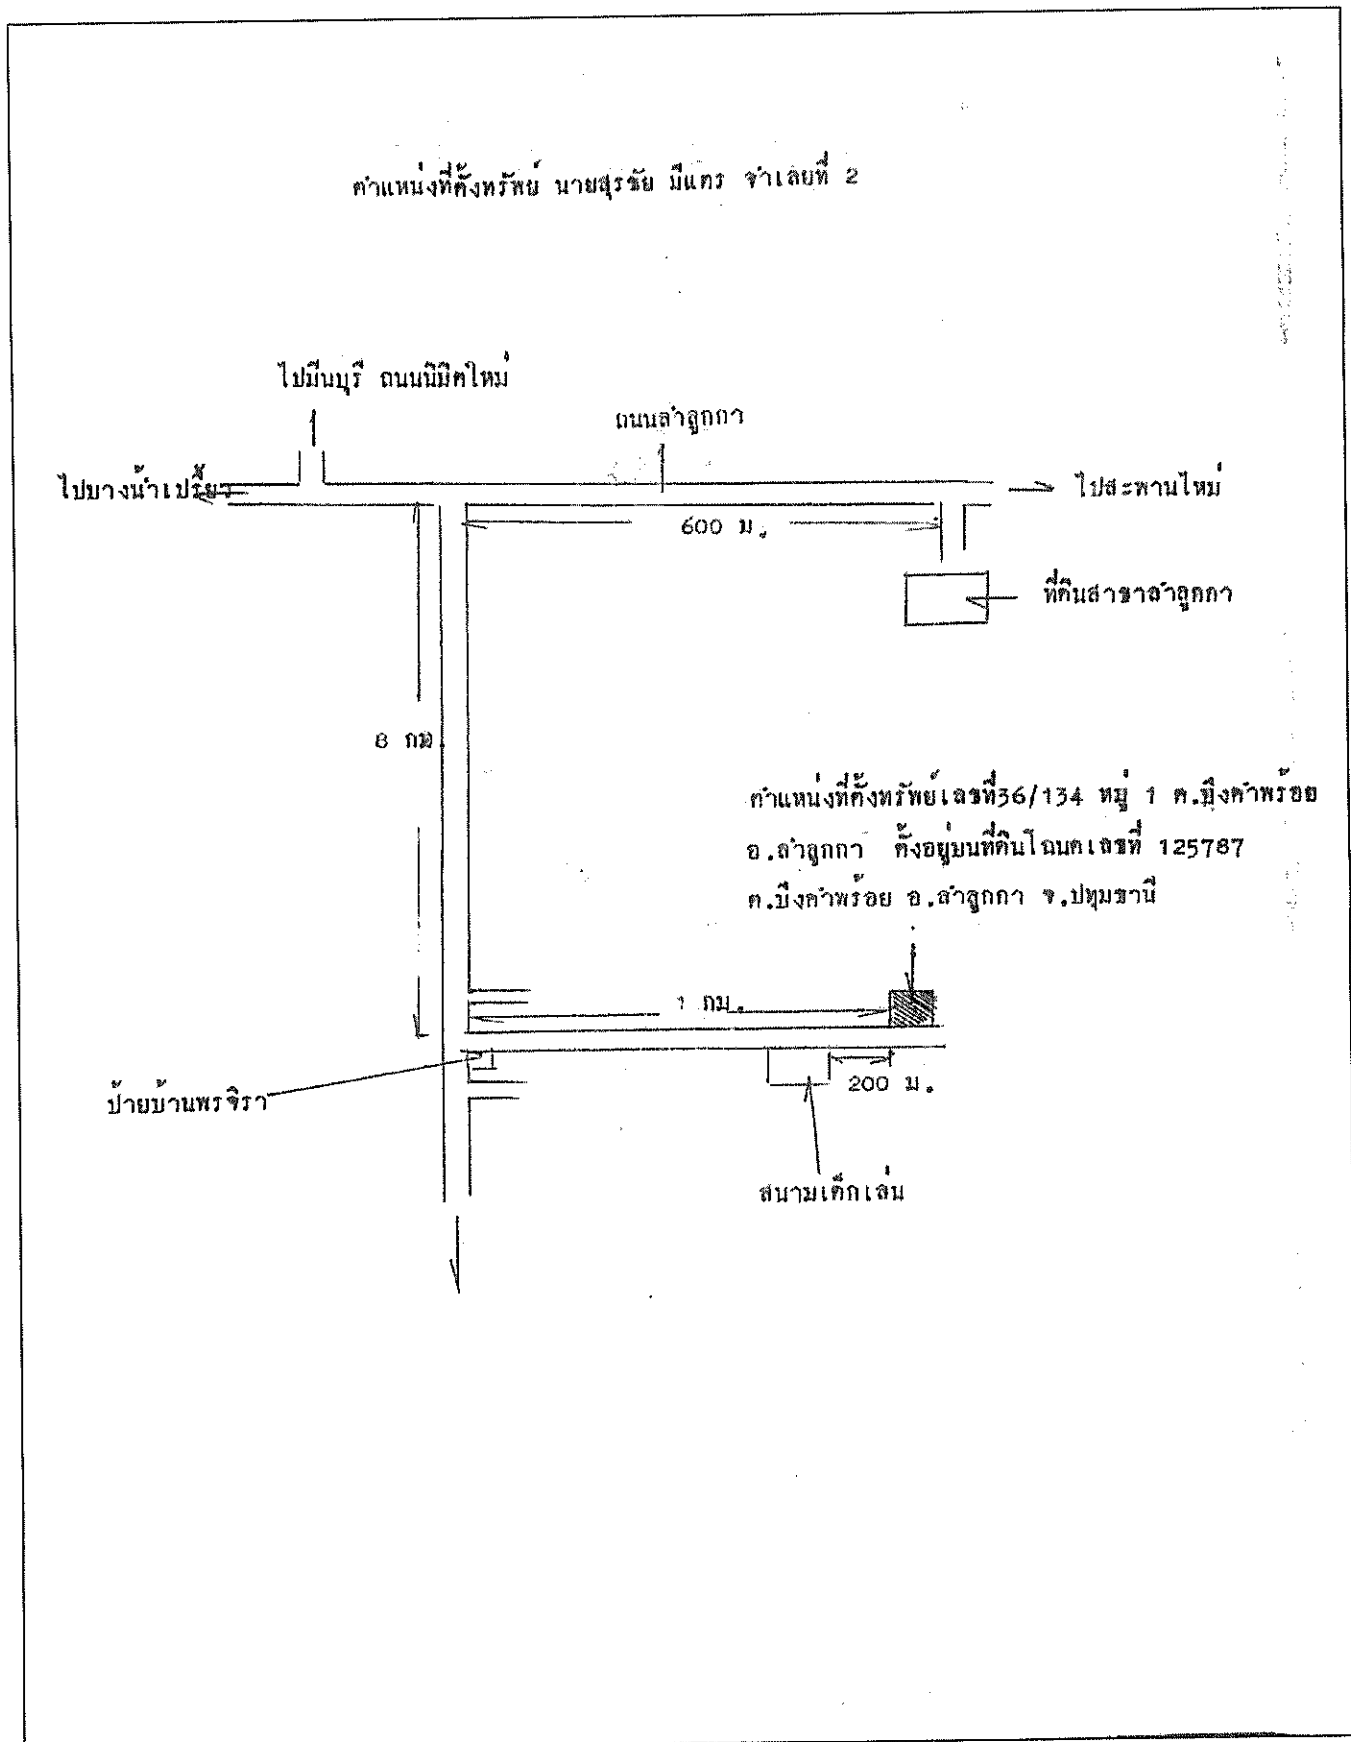 ตำแหน่งที่ตั้งทรัพย์ นายสุรชัย มีแตร จำเลยที่ 2
ไปมีนบุรี ถนนนิมิตใหม่
ถนนลำลูกกา
ไปบางน้ำเปรี้ยว
ไปสะพานใหม่
600 ม.
ที่ดินสาขาลำลูกกา
8 กม.
ตำแหน่งที่ตั้งทรัพย์เลขที่36/134 หมู่ 1 ต.บึงคำพร้อย
อ.ลำลูกกา ตั้งอยู่บนที่ดินโฉนดเลขที่ 125787
ต.บึงคำพร้อย อ.ลำลูกกา จ.ปทุมธานี
1 กม.
200 ม.
ป้ายบ้านพรจิรา
สนามเด็กเล่น